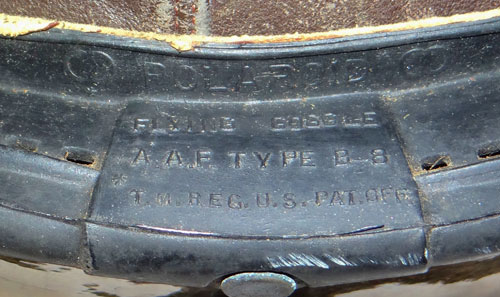 POLAROID
FLYING GOGGLE
A.A.F. TYPE B-8
T.M.REG.U.S.PAT.OFF.